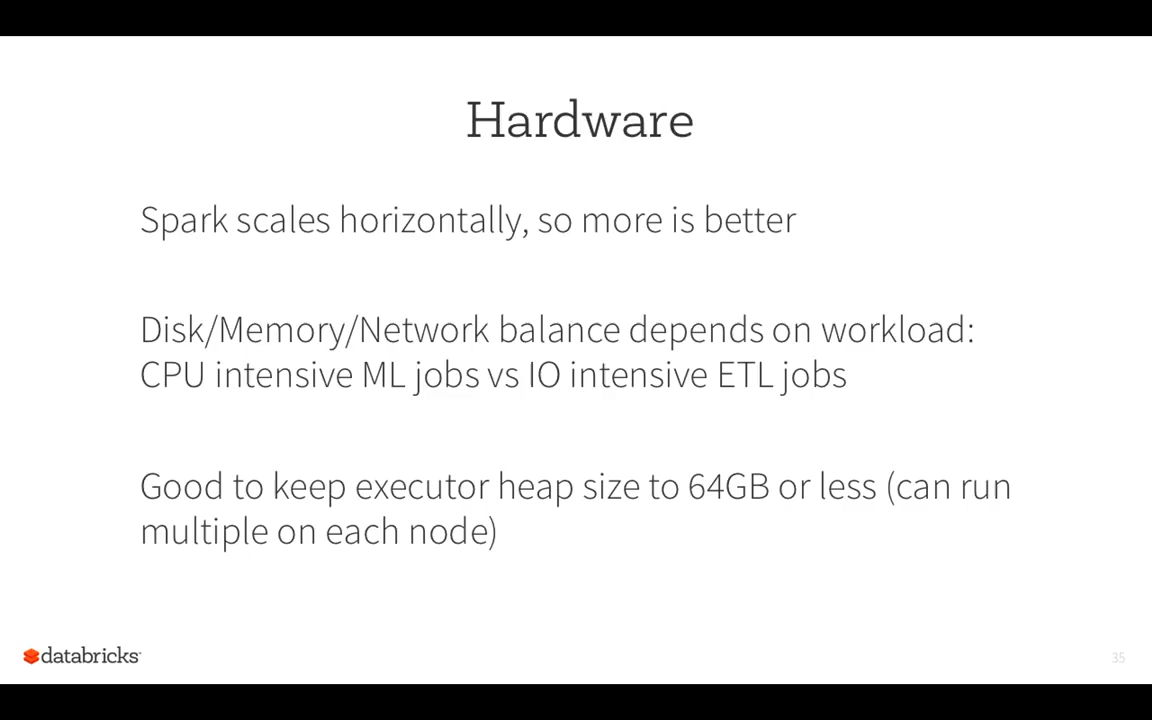 Hardware
Spark scales horizontally, so more is better
Disk/Memory/Network balance depends on workload:
CPU intensive ML jobs vs IO intensive ETL jobs
Good to keep executor heap size to 64GB or less (can run
multiple on each node)
databricks
35